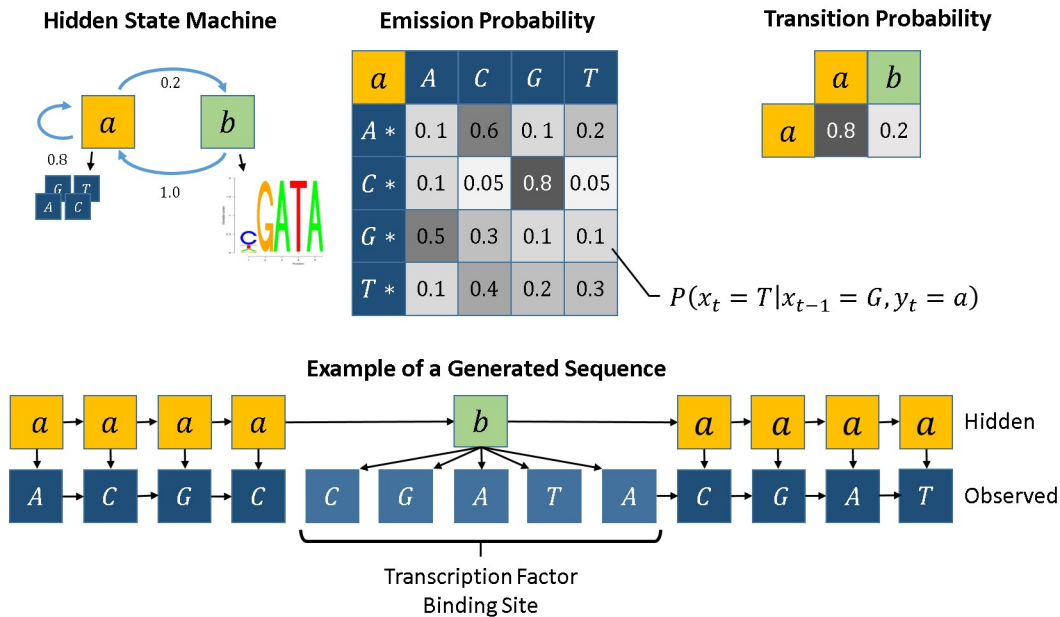 Hidden State Machine
0.2
a
b
0.8
1.0
G T
A C
C GATA
Emission Probability
a A C G T
A * 0.1 0.6 0.1 0.2
C * 0.1 0.05 0.8 0.05
G * 0.5 0.3 0.1 0.1
T * 0.1 0.4 0.2 0.3
P(x_t = T|x_{t-1} = G, y_t = a)
Transition Probability
a b
a 0.8 0.2
Example of a Generated Sequence
a a a a b a a a a Hidden
A C G C C G A T A C G A T Observed
Transcription Factor
Binding Site